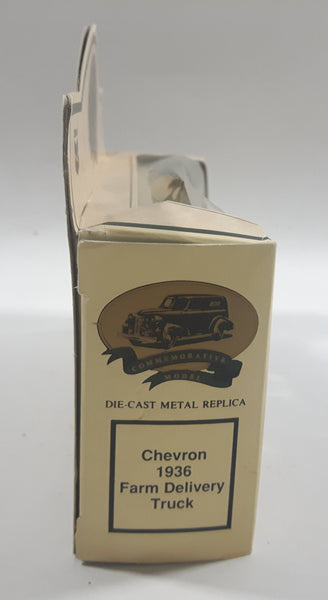 COMMEMORATIVE
MODEL
DIE-CAST METAL REPLICA
Chevron
1936
Farm Delivery
Truck